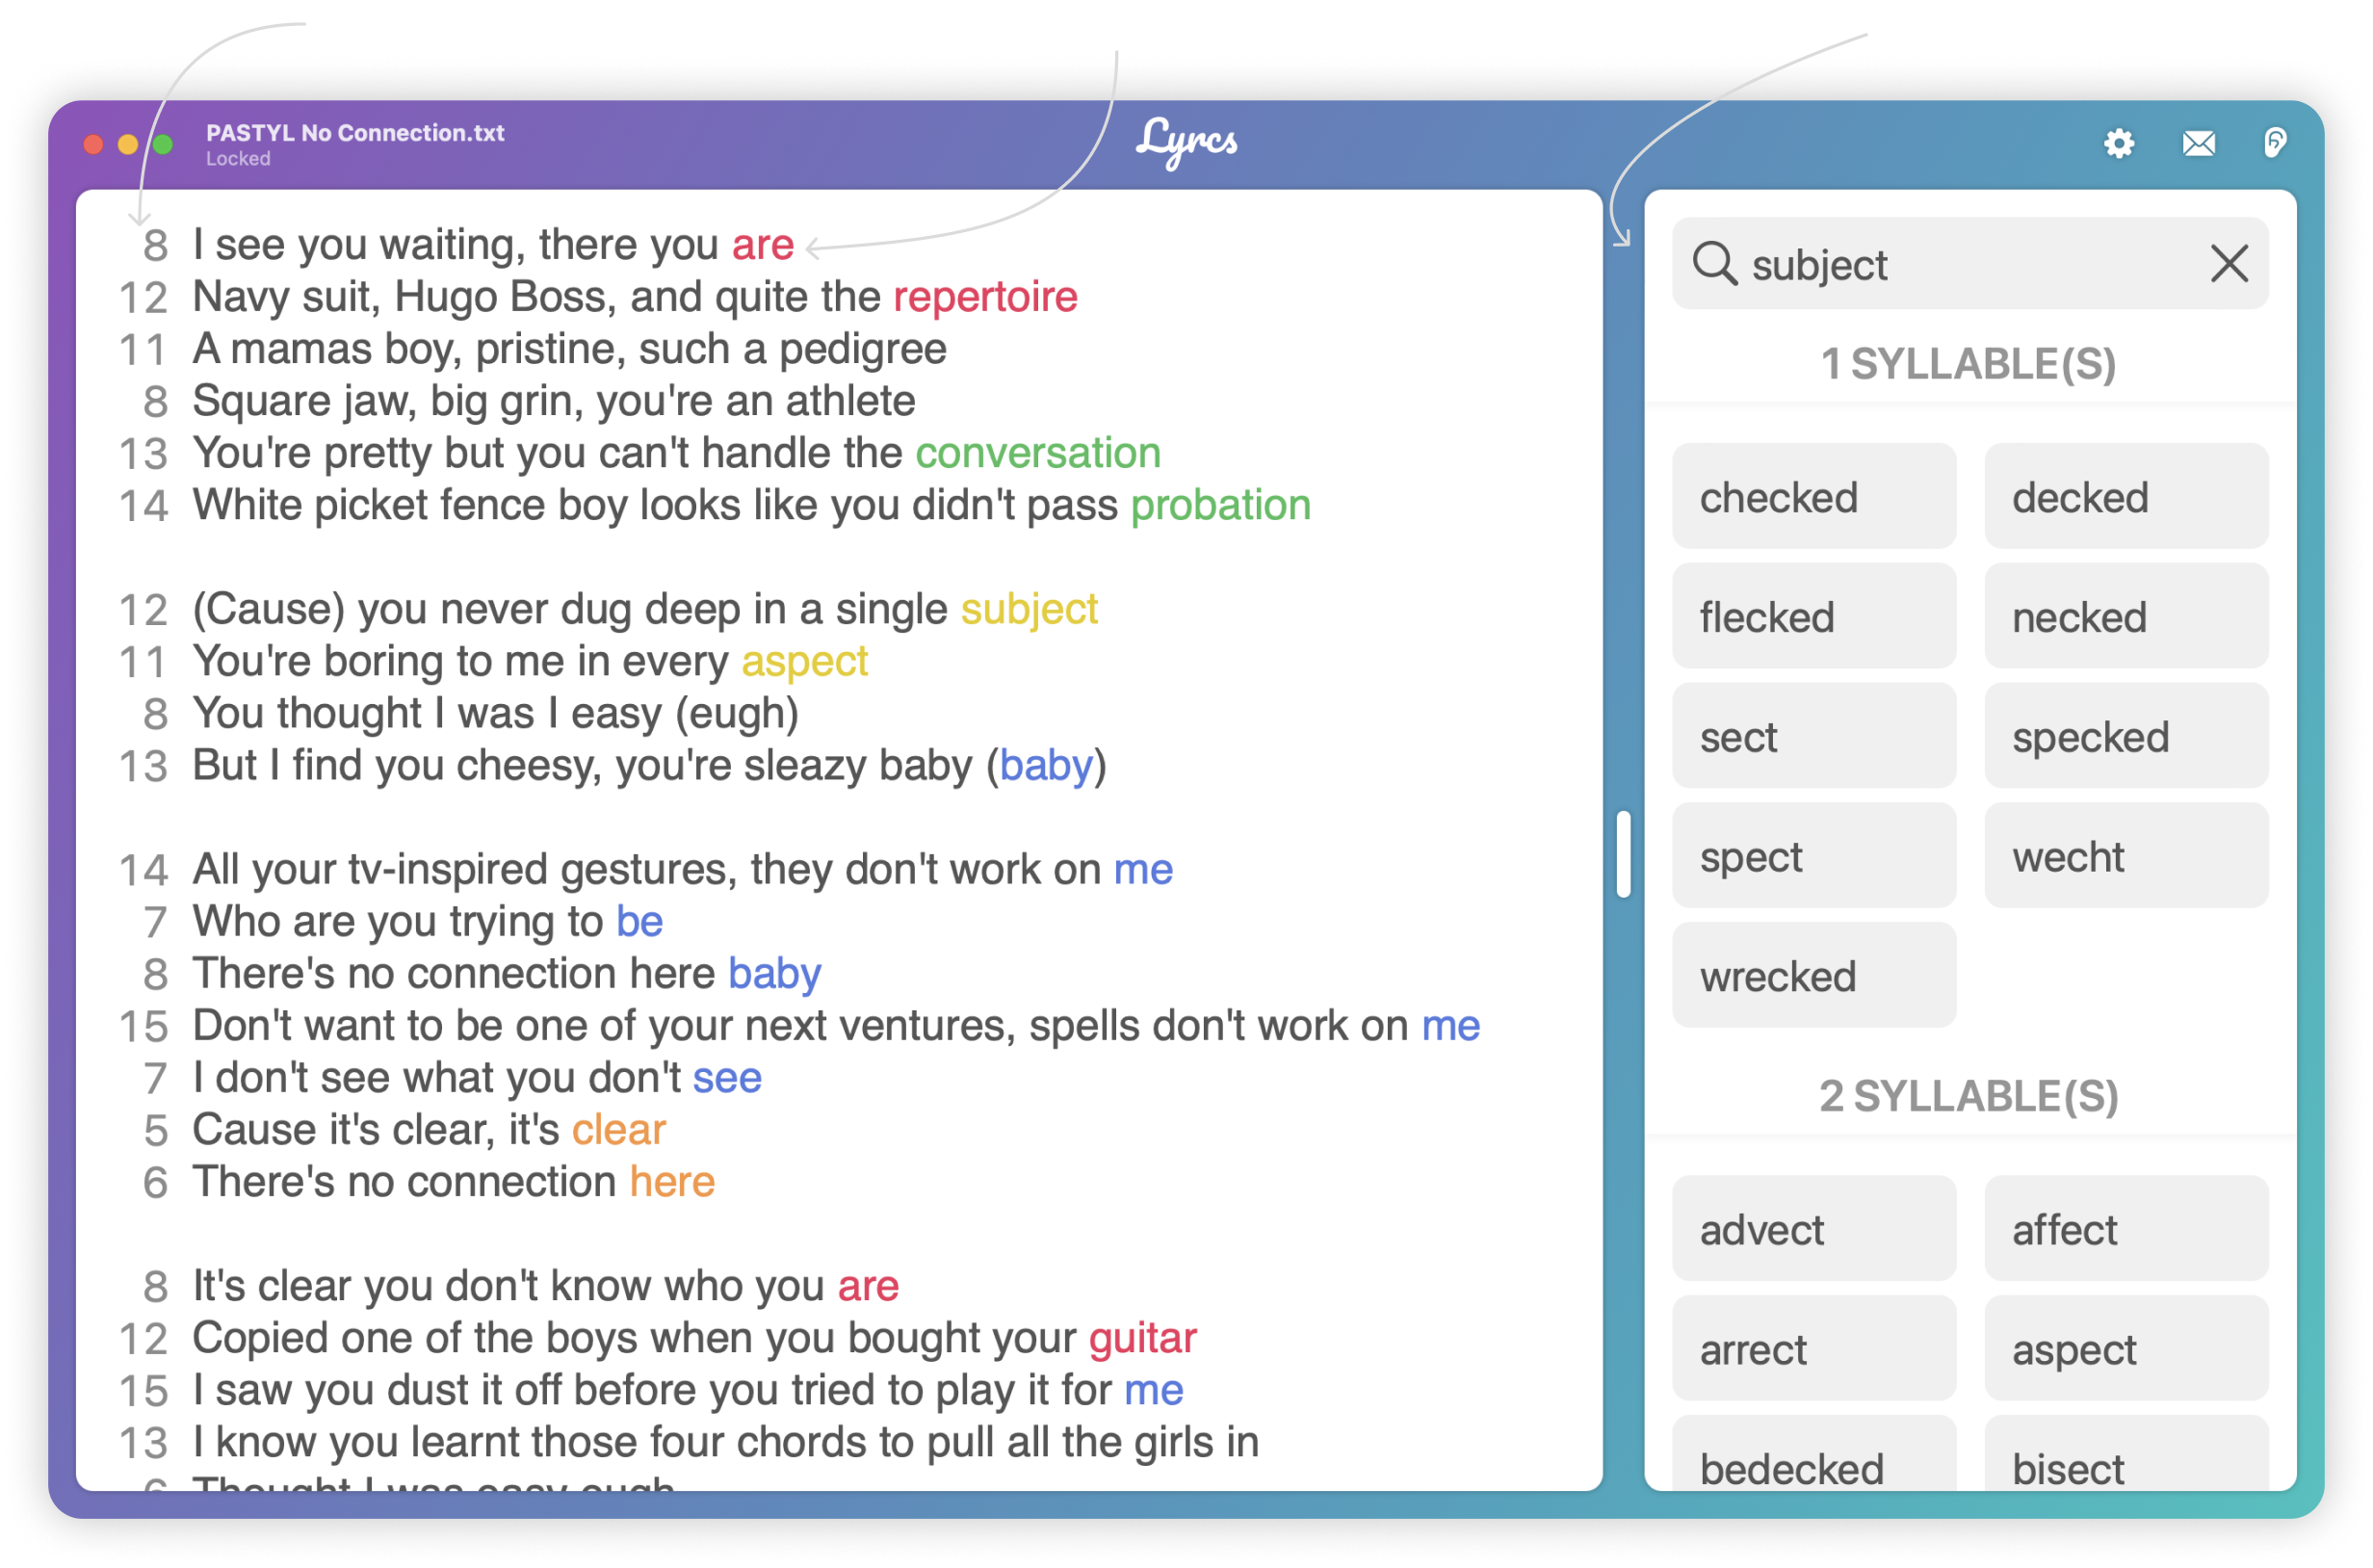 PASTYL No Connection.txt
Locked
Lyrcs
8 I see you waiting, there you are
12 Navy suit, Hugo Boss, and quite the repertoire
11 A mamas boy, pristine, such a pedigree
8 Square jaw, big grin, you're an athlete
13 You're pretty but you can't handle the conversation
14 White picket fence boy looks like you didn't pass probation
12 (Cause) you never dug deep in a single subject
11 You're boring to me in every aspect
8 You thought I was I easy (eugh)
13 But I find you cheesy, you're sleazy baby (baby)
14 All your tv-inspired gestures, they don't work on me
7 Who are you trying to be
8 There's no connection here baby
15 Don't want to be one of your next ventures, spells don't work on me
7 I don't see what you don't see
5 Cause it's clear, it's clear
6 There's no connection here
8 It's clear you don't know who you are
12 Copied one of the boys when you bought your guitar
15 I saw you dust it off before you tried to play it for me
13 I know you learnt those four chords to pull all the girls in
6 Thought I was easy eugh
subject
1 SYLLABLE(S)
checked decked
flecked necked
sect specked
spect wecht
wrecked
2 SYLLABLE(S)
advect affect
arrect aspect
bedecked bisect